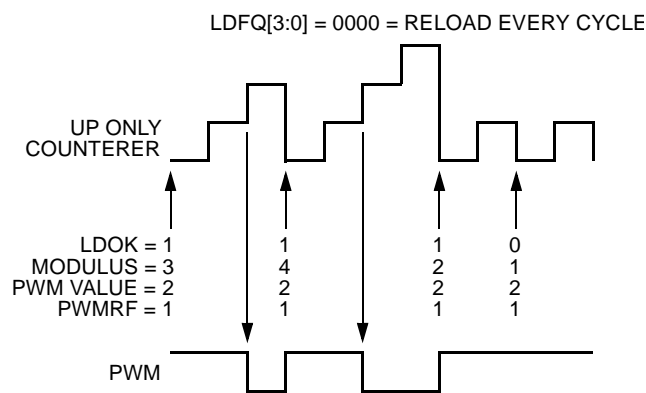 LDFQ[3:0] = 0000 = RELOAD EVERY CYCLE
UP ONLY
COUNTERER
LDOK = 1 1 1 0
MODULUS = 3 4 2 1
PWM VALUE = 2 2 2 2
PWMRF = 1 1 1 1
PWM